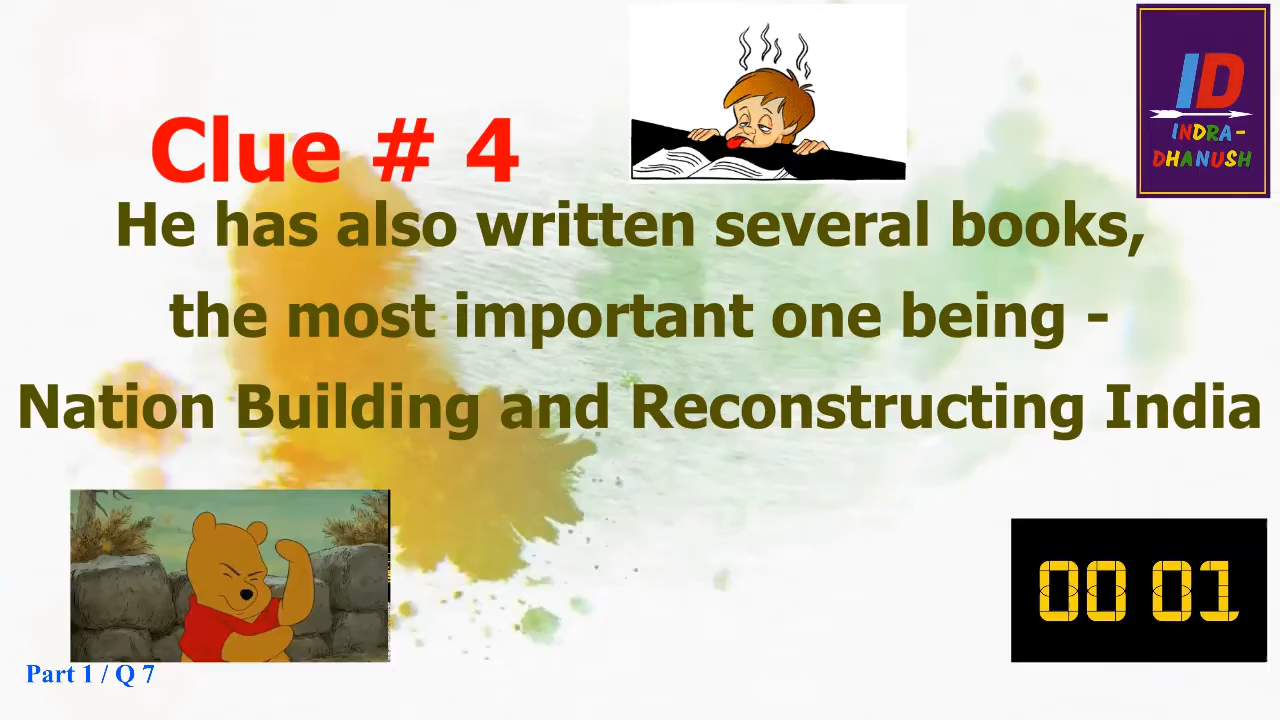 ID
INDRA-
DHANUSH
Clue # 4
He has also written several books,
the most important one being -
Nation Building and Reconstructing India
00 01
Part 1 / Q 7